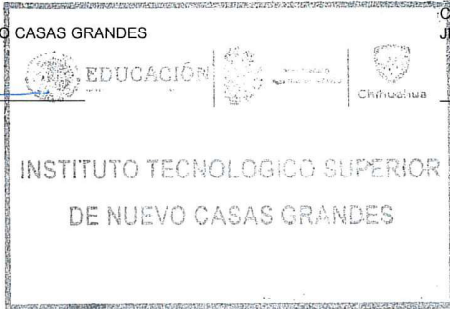 O CASAS GRANDES
EDUCACIÓN
Chihuahua
INSTITUTO TECNOLOGICO SUPERIOR
DE NUEVO CASAS GRANDES